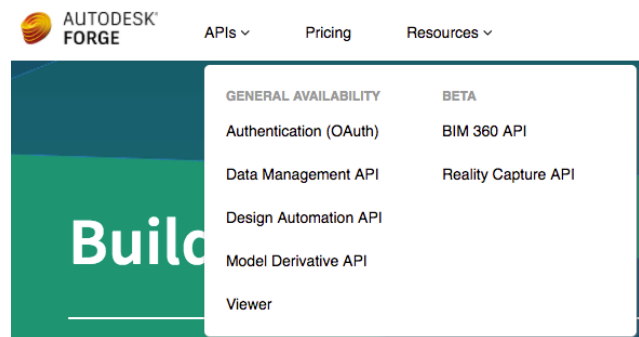 AUTODESK®
FORGE
APIs
Pricing
Resources
GENERAL AVAILABILITY
Authentication (OAuth)
Data Management API
Design Automation API
Model Derivative API
Viewer
BETA
BIM 360 API
Reality Capture API